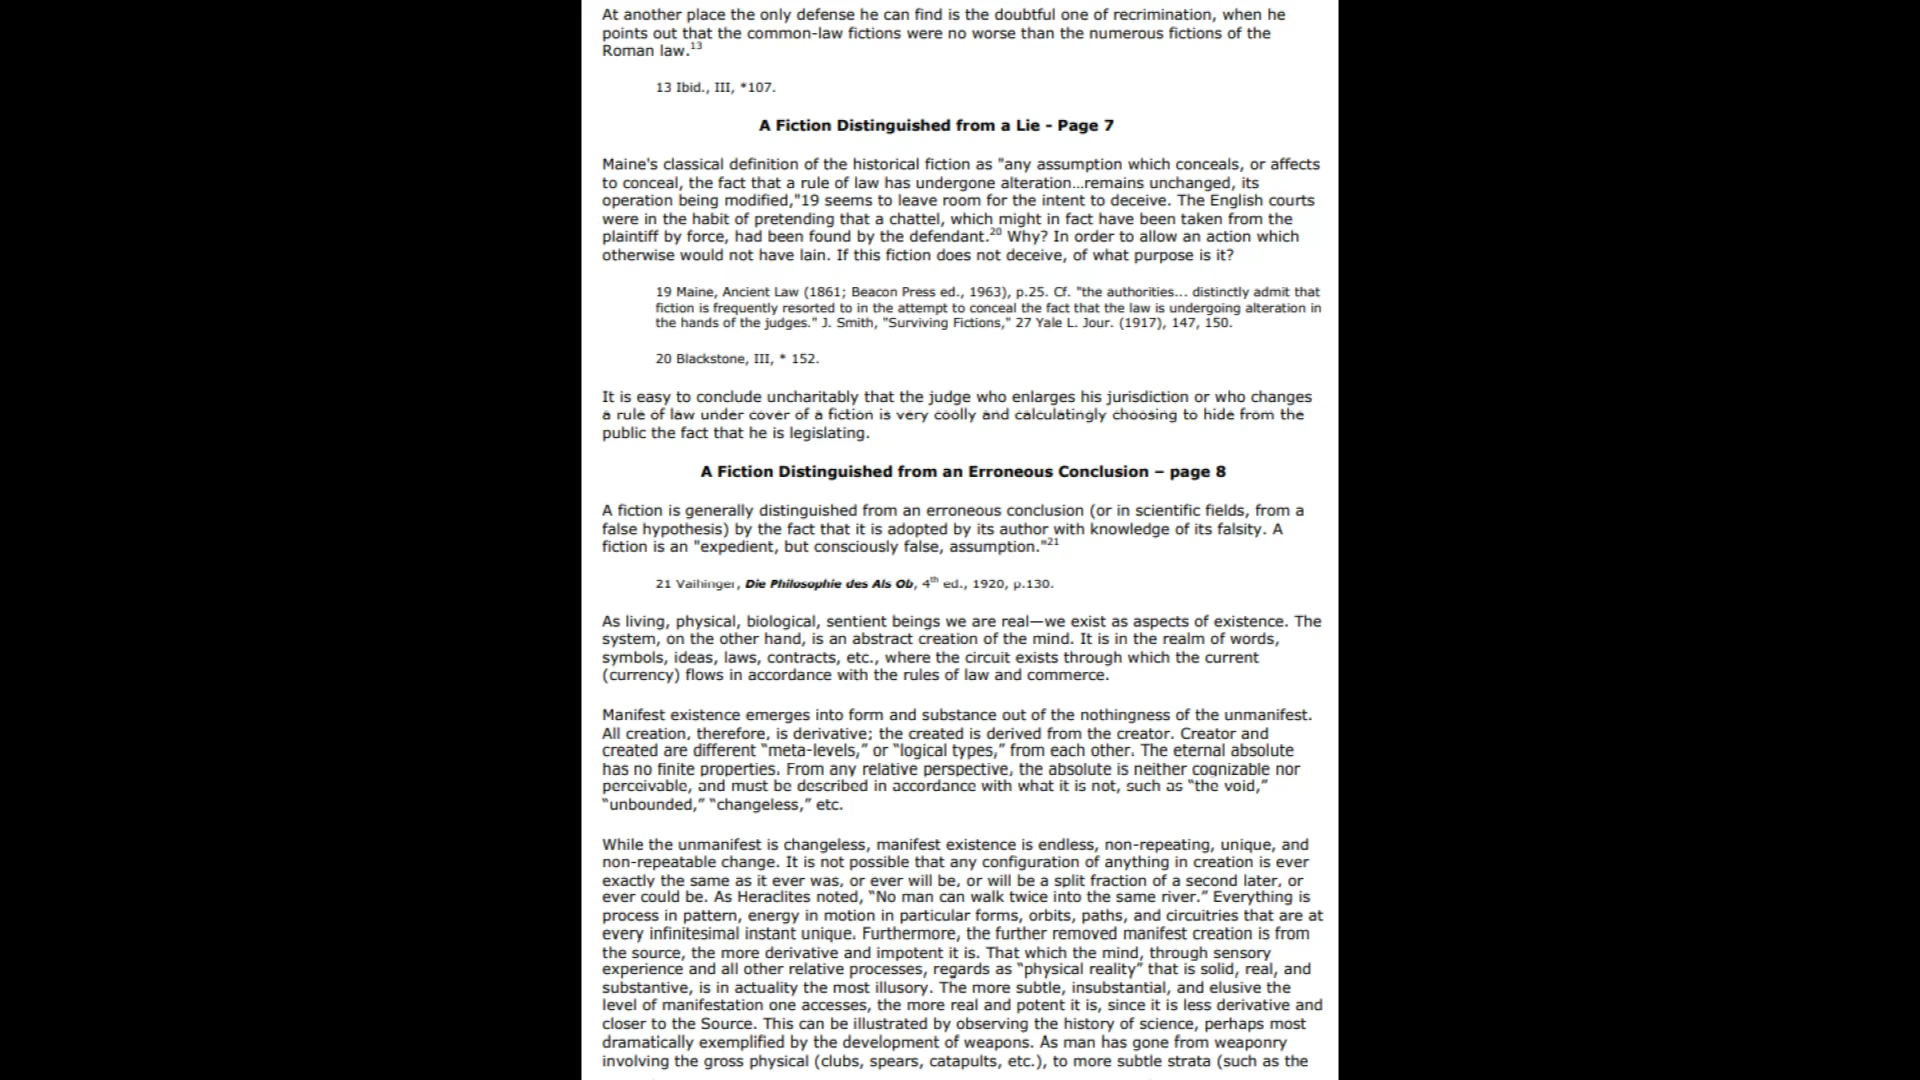 At another place the only defense he can find is the doubtful one of recrimination, when he
points out that the common-law fictions were no worse than the numerous fictions of the
Roman law.13
13 Ibid., III, *107.
A Fiction Distinguished from a Lie - Page 7
Maine's classical definition of the historical fiction as "any assumption which conceals, or affects
to conceal, the fact that a rule of law has undergone alteration...remains unchanged, its
operation being modified,"19 seems to leave room for the intent to deceive. The English courts
were in the habit of pretending that a chattel, which might in fact have been taken from the
plaintiff by force, had been found by the defendant.20 Why? In order to allow an action which
otherwise would not have lain. If this fiction does not deceive, of what purpose is it?
19 Maine, Ancient Law (1861; Beacon Press ed., 1963), p.25. Cf. "the authorities... distinctly admit that
fiction is frequently resorted to in the attempt to conceal the fact that the law is undergoing alteration in
the hands of the judges." J. Smith, "Surviving Fictions," 27 Yale L. Jour. (1917), 147, 150.
20 Blackstone, III, * 152.
It is easy to conclude uncharitably that the judge who enlarges his jurisdiction or who changes
a rule of law under cover of a fiction is very coolly and calculatingly choosing to hide from the
public the fact that he is legislating.
A Fiction Distinguished from an Erroneous Conclusion – page 8
A fiction is generally distinguished from an erroneous conclusion (or in scientific fields, from a
false hypothesis) by the fact that it is adopted by its author with knowledge of its falsity. A
fiction is an "expedient, but consciously false, assumption."21
21 Vaihinger, Die Philosophie des Als Ob, 4th ed., 1920, p.130.
As living, physical, biological, sentient beings we are real—we exist as aspects of existence. The
system, on the other hand, is an abstract creation of the mind. It is in the realm of words,
symbols, ideas, laws, contracts, etc., where the circuit exists through which the current
(currency) flows in accordance with the rules of law and commerce.
Manifest existence emerges into form and substance out of the nothingness of the unmanifest.
All creation, therefore, is derivative; the created is derived from the creator. Creator and
created are different “meta-levels,” or “logical types,” from each other. The eternal absolute
has no finite properties. From any relative perspective, the absolute is neither cognizable nor
perceivable, and must be described in accordance with what it is not, such as “the void,”
“unbounded,” “changeless,” etc.
While the unmanifest is changeless, manifest existence is endless, non-repeating, unique, and
non-repeatable change. It is not possible that any configuration of anything in creation is ever
exactly the same as it ever was, or ever will be, or will be a split fraction of a second later, or
ever could be. As Heraclites noted, “No man can walk twice into the same river.” Everything is
process in pattern, energy in motion in particular forms, orbits, paths, and circuitries that are at
every infinitesimal instant unique. Furthermore, the further removed manifest creation is from
the source, the more derivative and impotent it is. That which the mind, through sensory
experience and all other relative processes, regards as “physical reality” that is solid, real, and
substantive, is in actuality the most illusory. The more subtle, insubstantial, and elusive the
level of manifestation one accesses, the more real and potent it is, since it is less derivative and
closer to the Source. This can be illustrated by observing the history of science, perhaps most
dramatically exemplified by the development of weapons. As man has gone from weaponry
involving the gross physical (clubs, spears, catapults, etc.), to more subtle strata (such as the